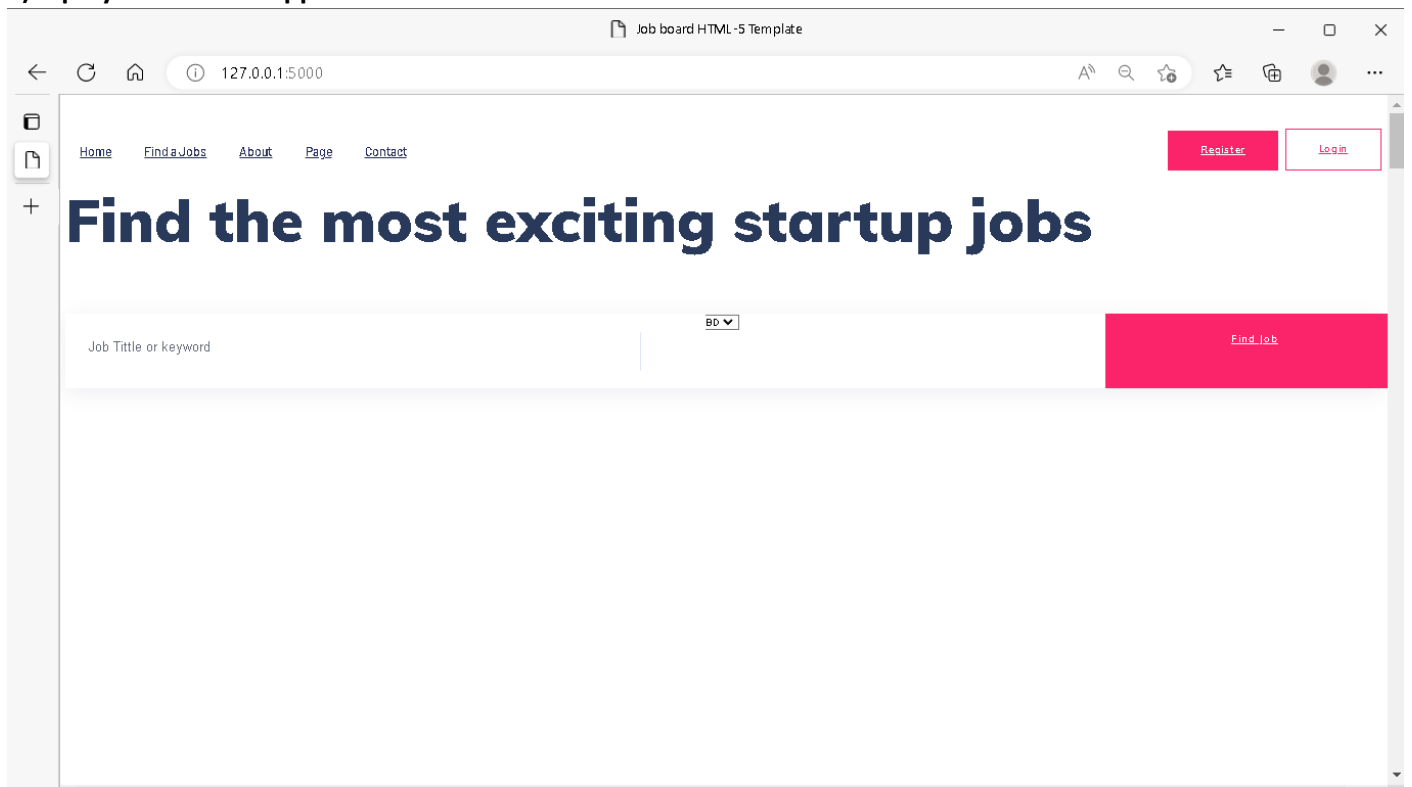 Job board HTML-5 Template
127.0.0.1:5000
Home Find a Jobs About Page Contact Register Login
Find the most exciting startup jobs
Job Tittle or keyword BD Find Job